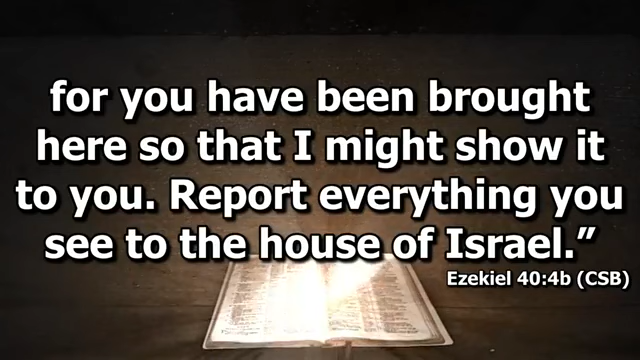 for you have been brought
here so that I might show it
to you. Report everything you
see to the house of Israel.”
Ezekiel 40:4b (CSB)